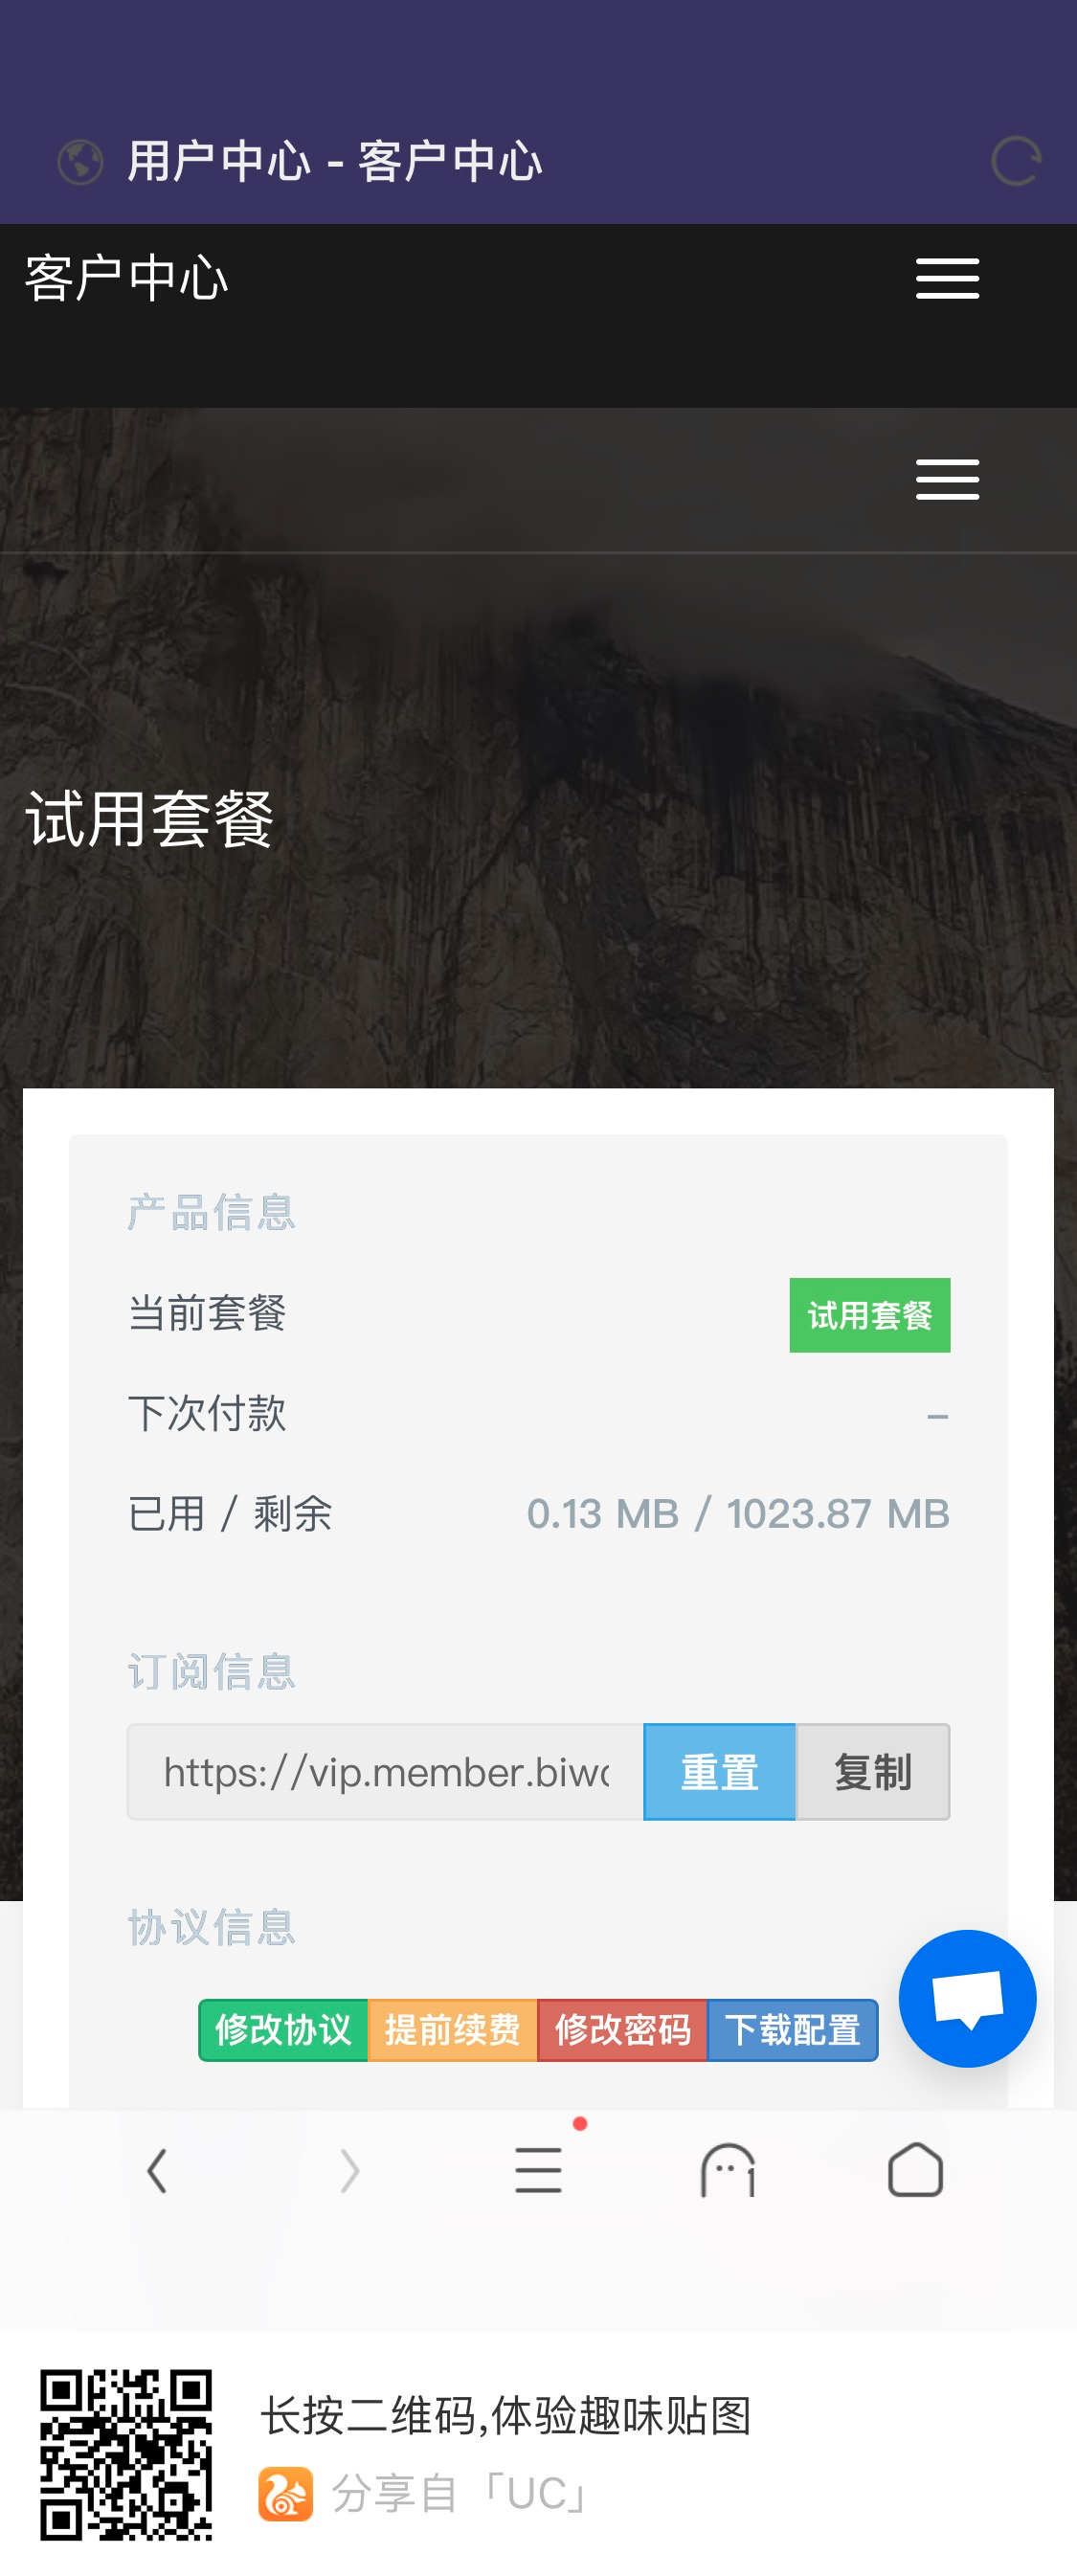 用户中心 - 客户中心
客户中心
试用套餐
产品信息
当前套餐 试用套餐
下次付款 –
已用 / 剩余 0.13 MB / 1023.87 MB
订阅信息
https://vip.member.biwc 重置 复制
协议信息
修改协议 提前续费 修改密码 下载配置
长按二维码,体验趣味贴图
分享自「UC」